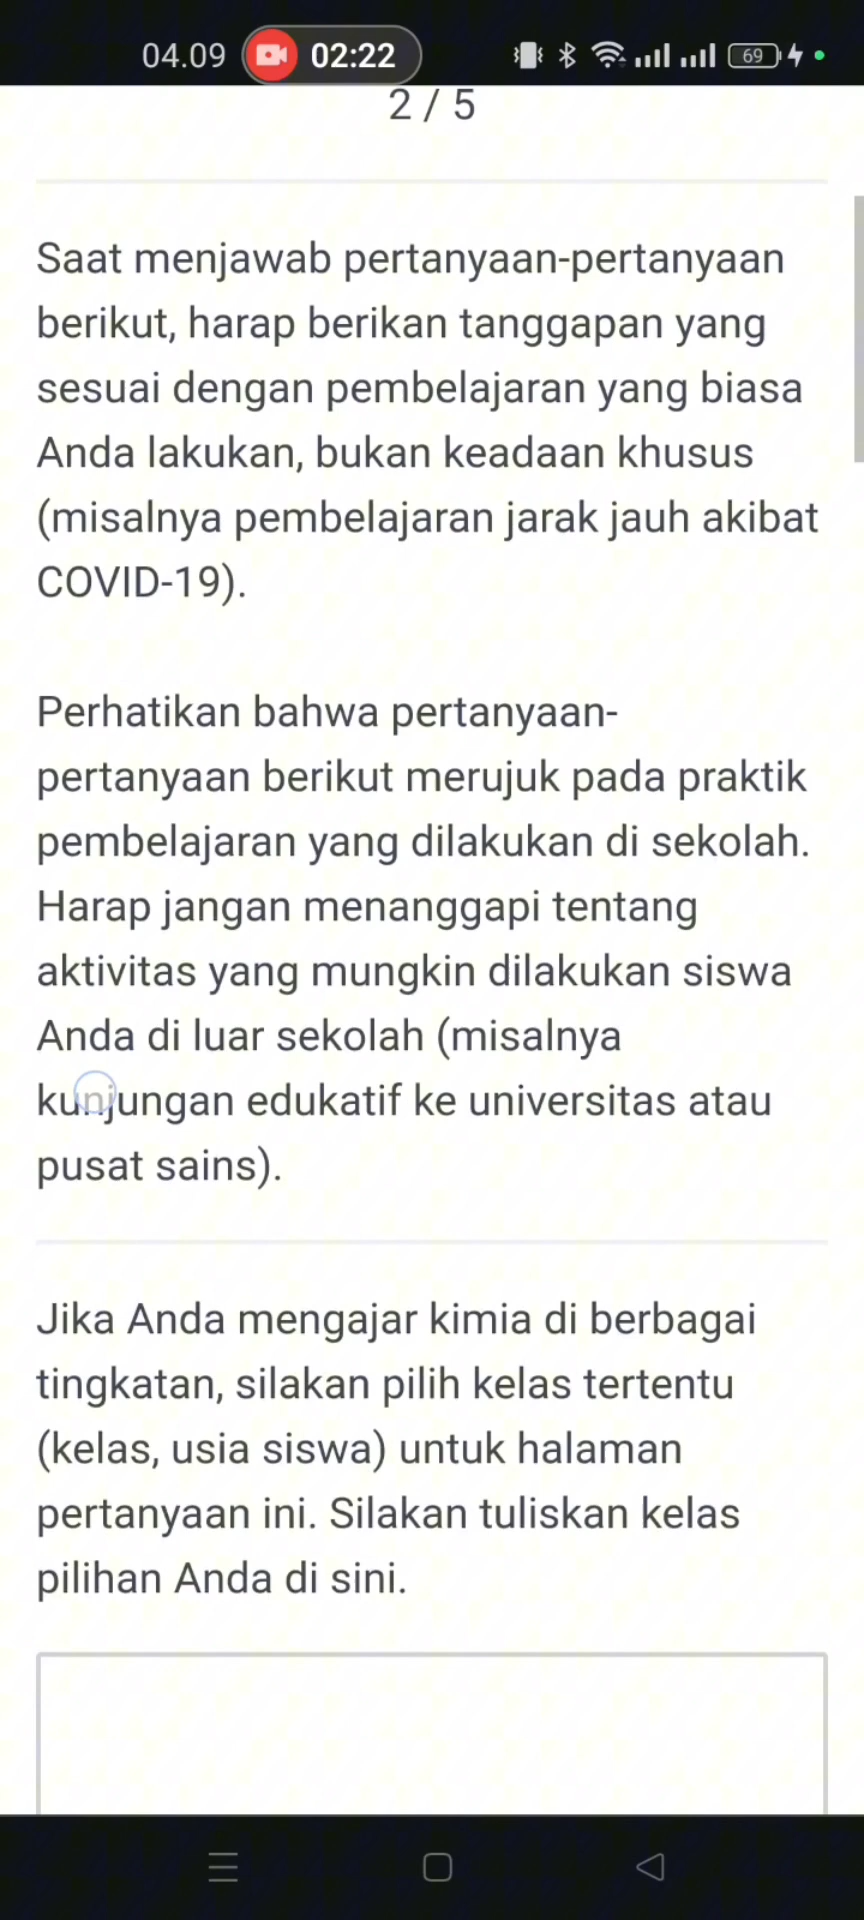 04.09 02:22 69
2 / 5
Saat menjawab pertanyaan-pertanyaan
berikut, harap berikan tanggapan yang
sesuai dengan pembelajaran yang biasa
Anda lakukan, bukan keadaan khusus
(misalnya pembelajaran jarak jauh akibat
COVID-19).
Perhatikan bahwa pertanyaan-
pertanyaan berikut merujuk pada praktik
pembelajaran yang dilakukan di sekolah.
Harap jangan menanggapi tentang
aktivitas yang mungkin dilakukan siswa
Anda di luar sekolah (misalnya
kunjungan edukatif ke universitas atau
pusat sains).
Jika Anda mengajar kimia di berbagai
tingkatan, silakan pilih kelas tertentu
(kelas, usia siswa) untuk halaman
pertanyaan ini. Silakan tuliskan kelas
pilihan Anda di sini.